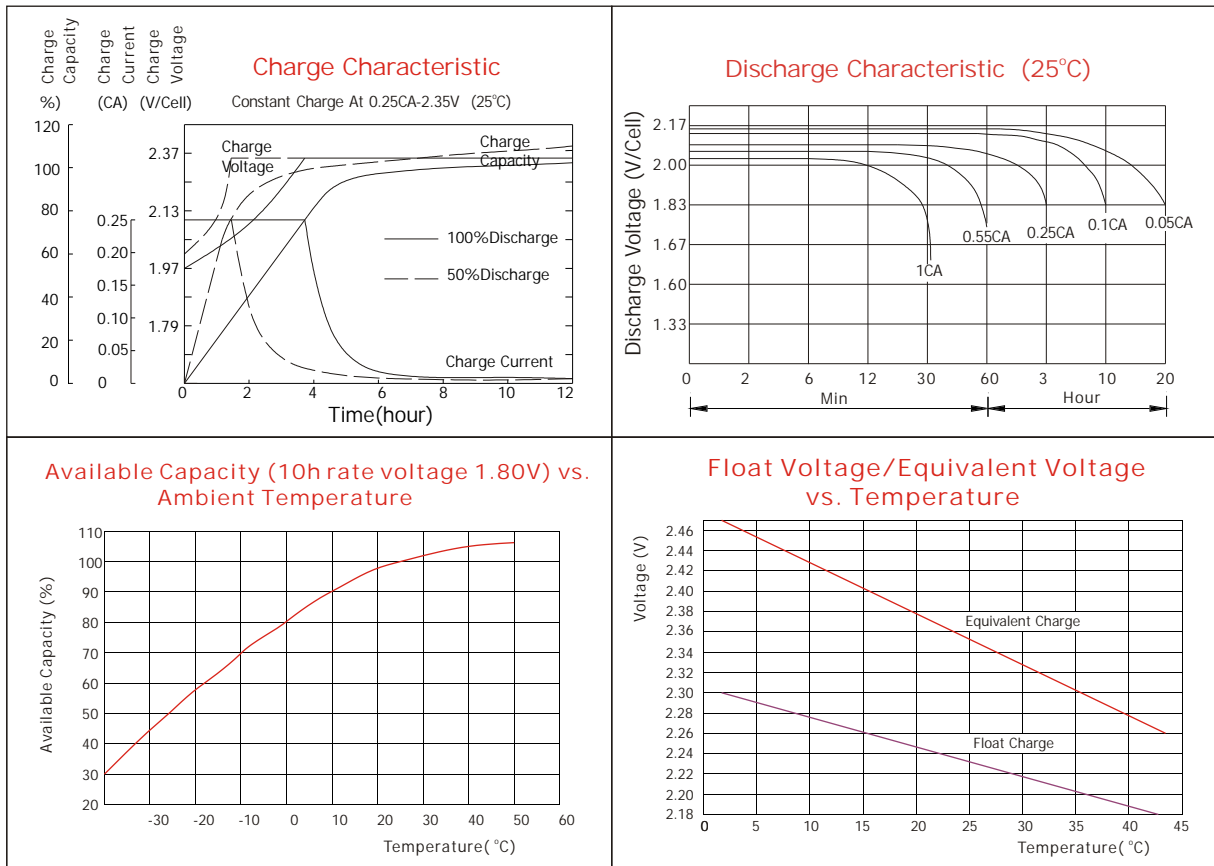 Charge Capacity
Charge Current
Charge Voltage
%)
(CA)
(V/Cell)
Charge Characteristic
Constant Charge At 0.25CA-2.35V (25°C)
120
100
80
60
40
20
0
0.25
0.20
0.15
0.10
0.05
0
2.37
2.13
1.97
1.79
Charge Voltage
Charge Capacity
100%Discharge
50%Discharge
Charge Current
0 2 4 6 8 10 12
Time(hour)
Discharge Characteristic (25°C)
Discharge Voltage (V/Cell)
2.17
2.00
1.83
1.67
1.60
1.33
1CA
0.55CA
0.25CA
0.1CA
0.05CA
0 2 6 12 30 60 3 10 20
Min
Hour
Available Capacity (10h rate voltage 1.80V) vs.
Ambient Temperature
Available Capacity (%)
110
100
90
80
70
60
50
40
30
20
-30 -20 -10 0 10 20 30 40 50 60
Temperature( °C)
Float Voltage/Equivalent Voltage
vs. Temperature
Voltage (V)
2.46
2.44
2.42
2.40
2.38
2.36
2.34
2.30
2.28
2.26
2.24
2.22
2.20
2.18
Equivalent Charge
Float Charge
0 5 10 15 20 25 30 35 40 45
Temperature( °C)